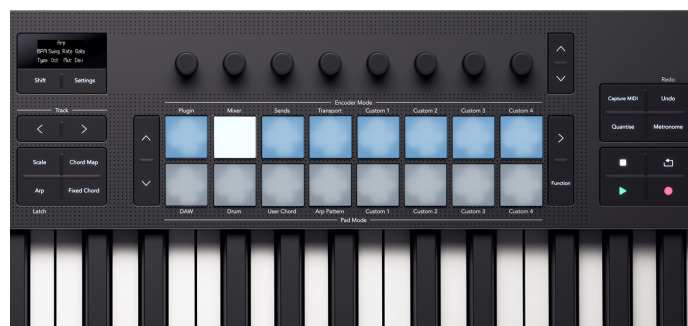 Arp
BPM Swing Rate Gate
Type Oct Mut Dev
Shift
Settings
Track
Scale
Chord Map
Arp
Fixed Chord
Latch
Encoder Mode
Plugin
Mixer
Sends
Transport
Custom 1
Custom 2
Custom 3
Custom 4
DAW
Drum
User Chord
Arp Pattern
Custom 1
Custom 2
Custom 3
Custom 4
Pad Mode
Function
Redo
Capture MIDI
Undo
Quantise
Metronome